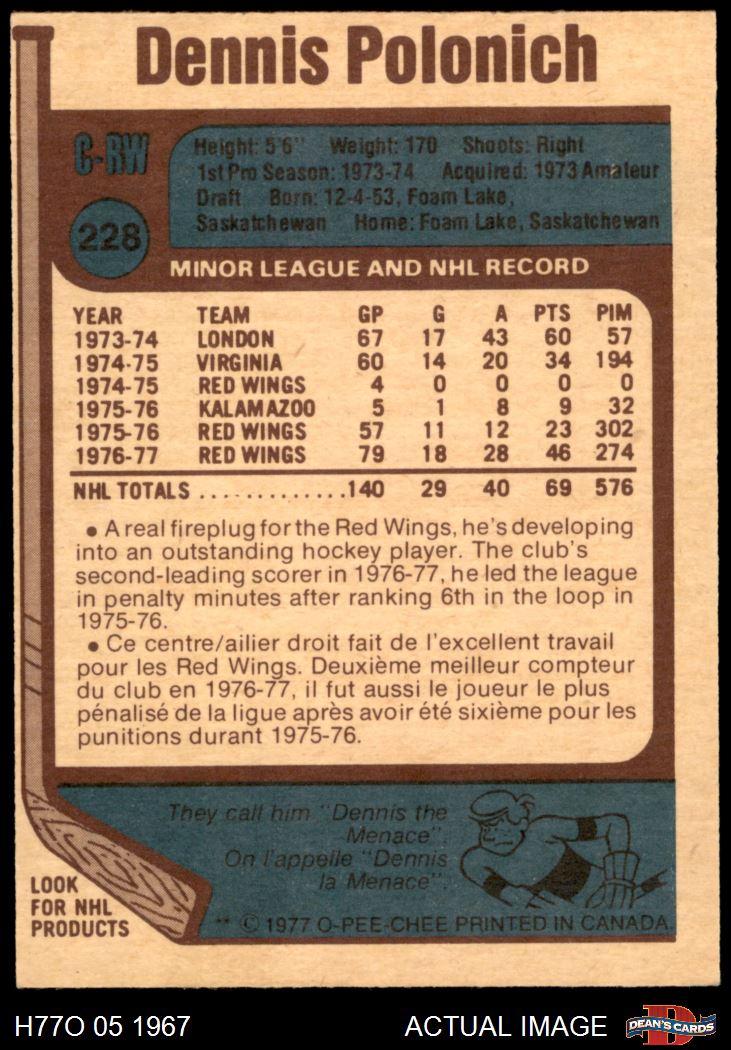 Dennis Polonich
C-RW
Height: 5'6" Weight: 170 Shoots: Right
1st Pro Season: 1973-74 Acquired: 1973 Amateur
Draft Born: 12-4-53, Foam Lake,
Saskatchewan Home: Foam Lake, Saskatchewan
228
MINOR LEAGUE AND NHL RECORD
YEAR TEAM GP G A PTS PIM
1973-74 LONDON 67 17 43 60 57
1974-75 VIRGINIA 60 14 20 34 194
1974-75 RED WINGS 4 0 0 0 0
1975-76 KALAMAZOO 5 1 8 9 32
1975-76 RED WINGS 57 11 12 23 302
1976-77 RED WINGS 79 18 28 46 274
NHL TOTALS .............140 29 40 69 576
• A real fireplug for the Red Wings, he's developing
into an outstanding hockey player. The club's
second-leading scorer in 1976-77, he led the league
in penalty minutes after ranking 6th in the loop in
1975-76.
• Ce centre/ailier droit fait de l'excellent travail
pour les Red Wings. Deuxième meilleur compteur
du club en 1976-77, il fut aussi le joueur le plus
pénalisé de la ligue après avoir été sixième pour les
punitions durant 1975-76.
They call him "Dennis the
Menace".
On l'appelle "Dennis
la Menace".
LOOK
FOR NHL
PRODUCTS
** © 1977 O-PEE-CHEE PRINTED IN CANADA.
H77O 05 1967 ACTUAL IMAGE D DEAN'S CARDS